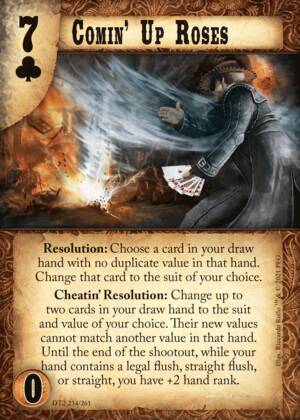 7
COMIN' UP ROSES
Resolution: Choose a card in your draw
hand with no duplicate value in that hand.
Change that card to the suit of your choice.
Cheatin' Resolution: Change up to
two cards in your draw hand to the suit
and value of your choice. Their new values
cannot match another value in that hand.
Until the end of the shootout, while your
hand contains a legal flush, straight flush,
or straight, you have +2 hand rank.
0
DT2 234/261